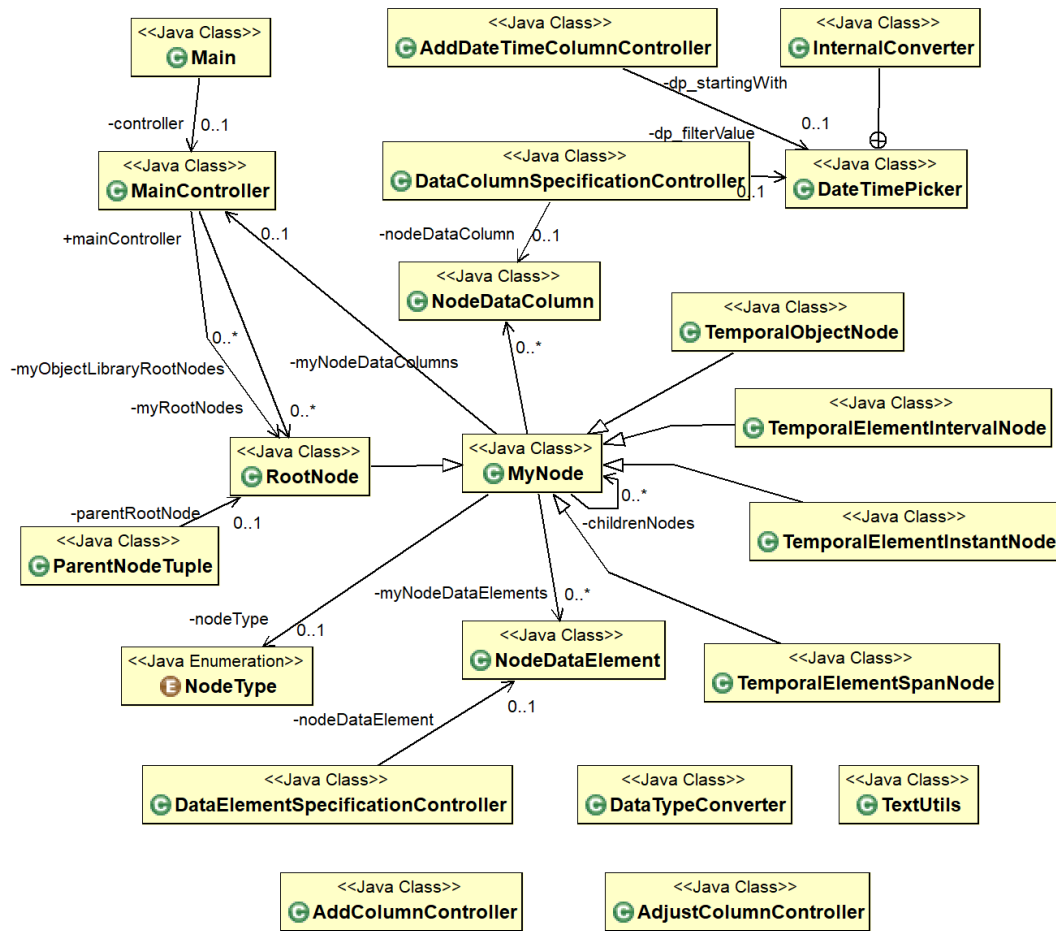 <<Java Class>>
C Main
<<Java Class>>
C AddDateTimeColumnController
<<Java Class>>
C InternalConverter
-controller
0..1
-dp_startingWith
0..1
-dp_filterValue
<<Java Class>>
C MainController
<<Java Class>>
C DataColumnSpecificationController
0..1
<<Java Class>>
C DateTimePicker
+mainController
0..1
-nodeDataColumn
0..1
<<Java Class>>
C NodeDataColumn
<<Java Class>>
C TemporalObjectNode
0..*
-myNodeDataColumns
0..*
-myObjectLibraryRootNodes
-myRootNodes
0..*
<<Java Class>>
C TemporalElementIntervalNode
<<Java Class>>
C RootNode
<<Java Class>>
C MyNode
0..*
-childrenNodes
<<Java Class>>
C TemporalElementInstantNode
-parentRootNode
0..1
<<Java Class>>
C ParentNodeTuple
-myNodeDataElements
0..*
-nodeType
0..1
<<Java Enumeration>>
E NodeType
<<Java Class>>
C NodeDataElement
<<Java Class>>
C TemporalElementSpanNode
-nodeDataElement
0..1
<<Java Class>>
C DataElementSpecificationController
<<Java Class>>
C DataTypeConverter
<<Java Class>>
C TextUtils
<<Java Class>>
C AddColumnController
<<Java Class>>
C AdjustColumnController